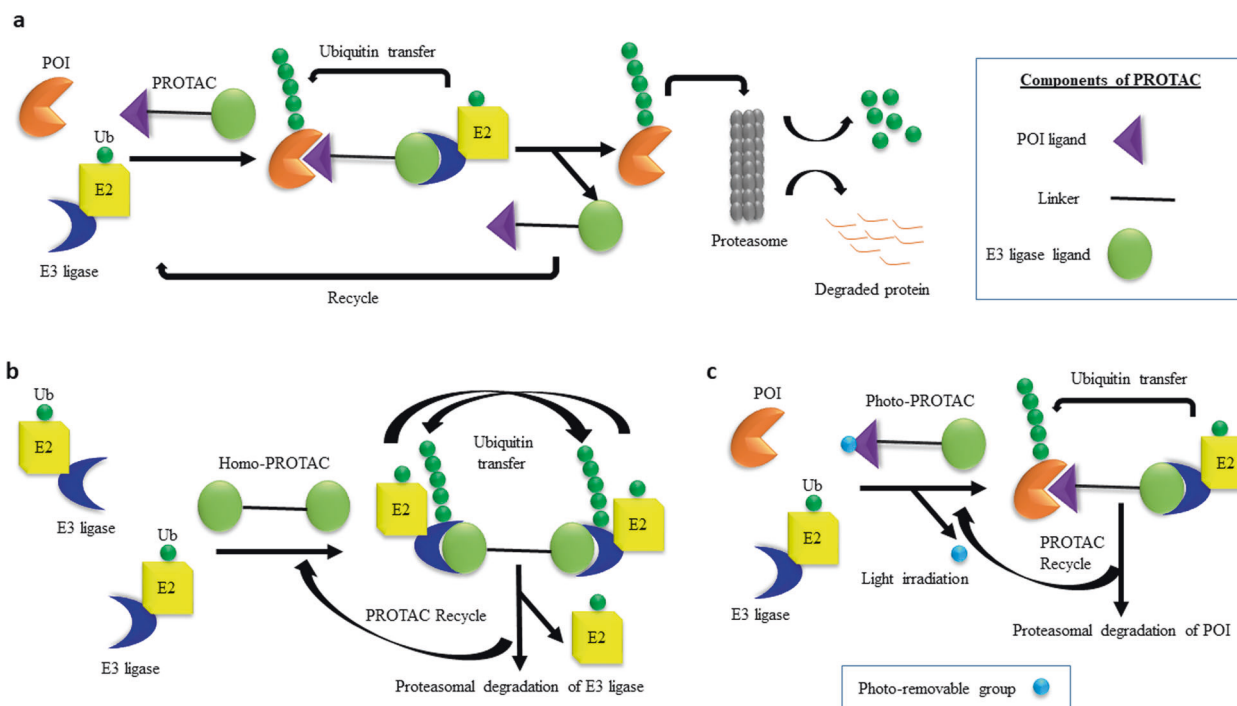 a
POI
PROTAC
Ub
E2
E3 ligase
Ubiquitin transfer
E2
Recycle
Proteasome
Degraded protein
Components of PROTAC
POI ligand
Linker
E3 ligase ligand
b
Ub
E2
E3 ligase
Ub
E2
E3 ligase
Homo-PROTAC
E2
Ubiquitin
transfer
E2
PROTAC Recycle
E2
Proteasomal degradation of E3 ligase
c
POI
Photo-PROTAC
Ub
E2
E3 ligase
Light irradiation
Ubiquitin transfer
E2
PROTAC
Recycle
Proteasomal degradation of POI
Photo-removable group